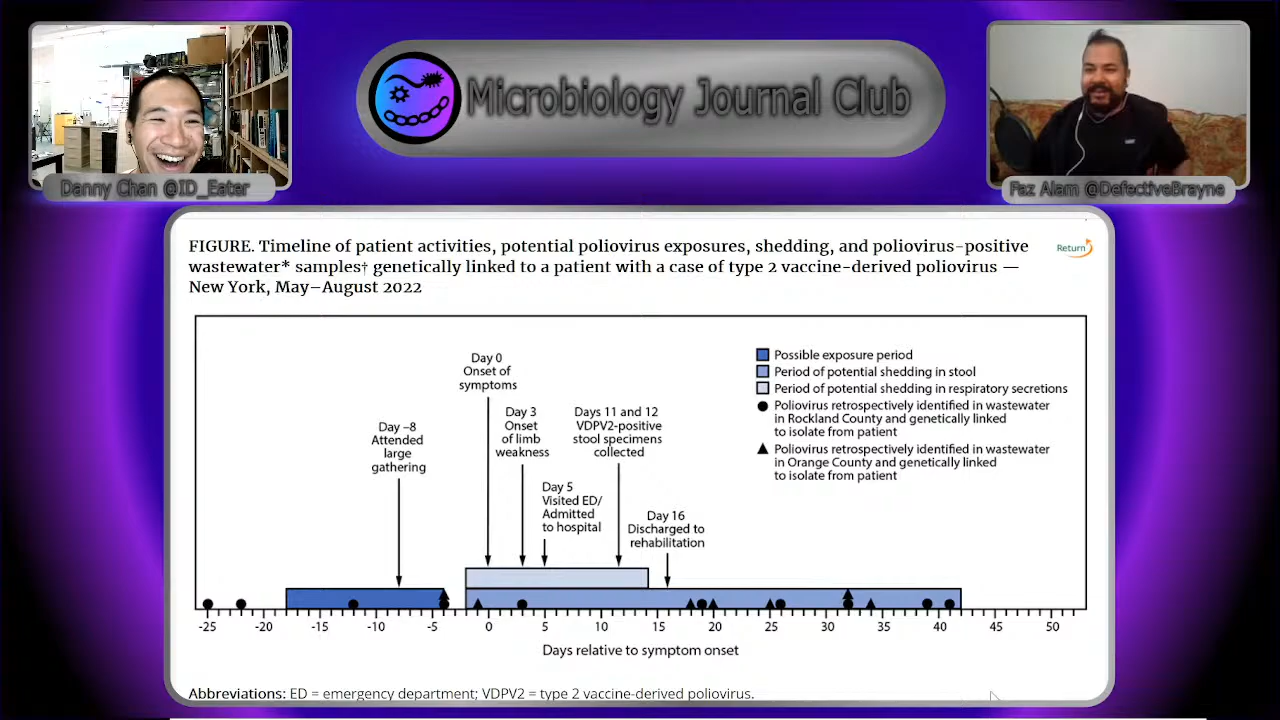 Microbiology Journal Club
Danny Chan @ID_Eater
Faz Alam @DefectiveBrayne
FIGURE. Timeline of patient activities, potential poliovirus exposures, shedding, and poliovirus-positive
wastewater* samples† genetically linked to a patient with a case of type 2 vaccine-derived poliovirus —
New York, May–August 2022
Return
Day 0
Onset of
symptoms
Day –8
Attended
large
gathering
Day 3
Onset
of limb
weakness
Days 11 and 12
VDPV2-positive
stool specimens
collected
Day 5
Visited ED/
Admitted
to hospital
Day 16
Discharged to
rehabilitation
Possible exposure period
Period of potential shedding in stool
Period of potential shedding in respiratory secretions
Poliovirus retrospectively identified in wastewater
in Rockland County and genetically linked
to isolate from patient
Poliovirus retrospectively identified in wastewater
in Orange County and genetically linked
to isolate from patient
-25 -20 -15 -10 -5 0 5 10 15 20 25 30 35 40 45 50
Days relative to symptom onset
Abbreviations: ED = emergency department; VDPV2 = type 2 vaccine-derived poliovirus.